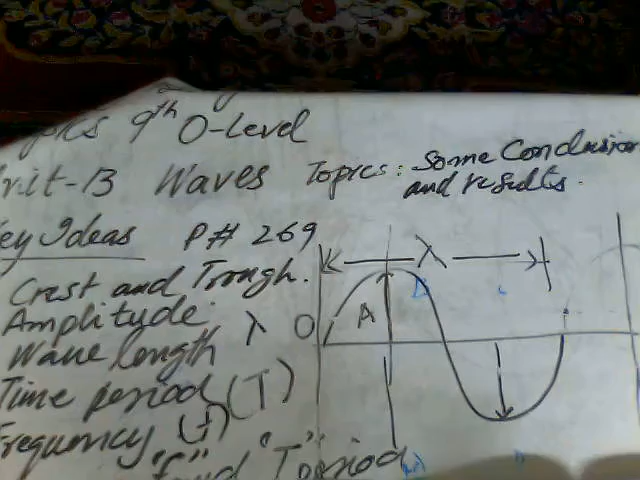 9th O-Level
Unit-13 Waves Topics: Some Conclusion
and results.
Key Ideas P# 269
Crest and Trough.
Amplitude.
Wave length λ
Time period (T)
Frequency (f)
"f" and "T" period
λ
O
A